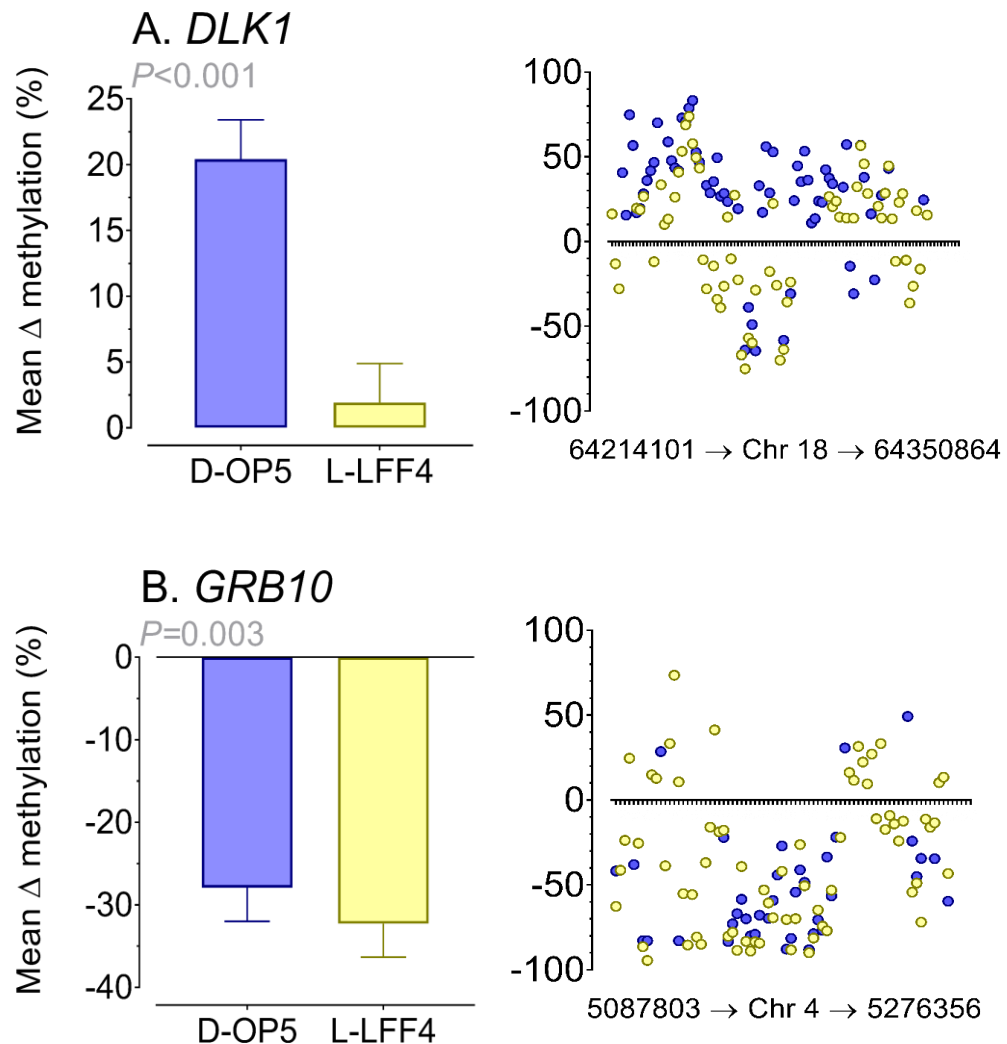 A. DLK1
P<0.001
Mean Δ methylation (%)
25
20
15
10
5
0
D-OP5 L-LFF4
100
50
0
-50
-100
64214101 → Chr 18 → 64350864
B. GRB10
P=0.003
Mean Δ methylation (%)
0
-10
-20
-30
-40
D-OP5 L-LFF4
100
50
0
-50
-100
5087803 → Chr 4 → 5276356